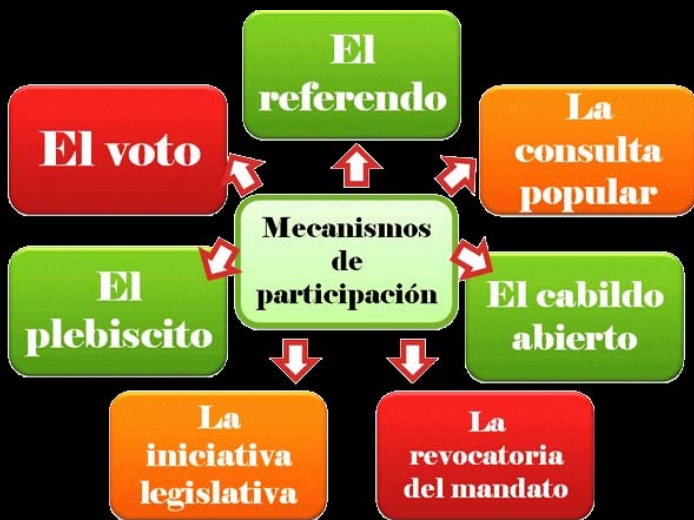 El
referendo
El voto
La
consulta
popular
Mecanismos
de
participación
El
plebiscito
El cabildo
abierto
La
iniciativa
legislativa
La
revocatoria
del mandato